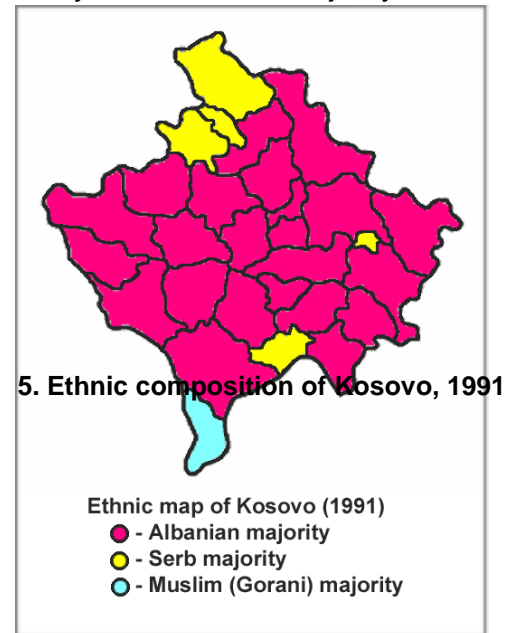 5. Ethnic composition of Kosovo, 1991
Ethnic map of Kosovo (1991)
- Albanian majority
- Serb majority
- Muslim (Gorani) majority